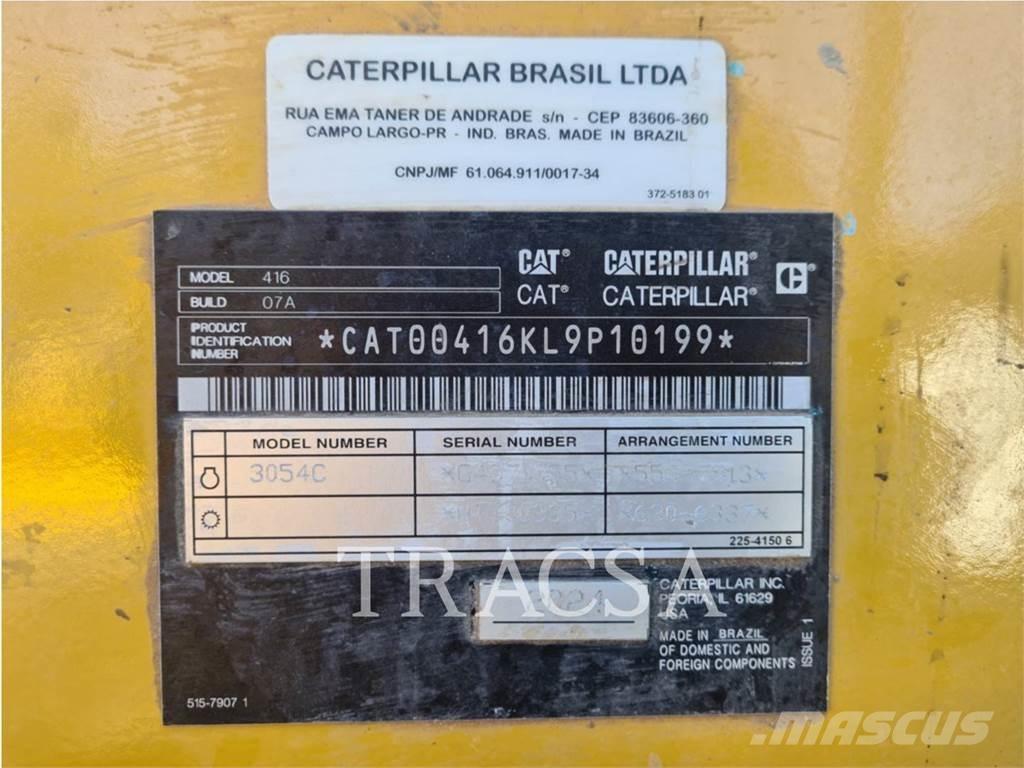 CATERPILLAR BRASIL LTDA
RUA EMA TANER DE ANDRADE s/n - CEP 83606-360
CAMPO LARGO-PR - IND. BRAS. MADE IN BRAZIL
CNPJ/MF 61.064.911/0017-34
372-5183 01
CAT® CATERPILLAR®
CAT® CATERPILLAR®
MODEL 416
BUILD 07A
PRODUCT
IDENTIFICATION
NUMBER
*CAT00416KL9P10199*
MODEL NUMBER SERIAL NUMBER ARRANGEMENT NUMBER
3054C
225-4150 6
TRACSA
CATERPILLAR INC.
PEORIA, IL 61629
USA
MADE IN BRAZIL
OF DOMESTIC AND
FOREIGN COMPONENTS
ISSUE 1
515-7907 1
MASCUS